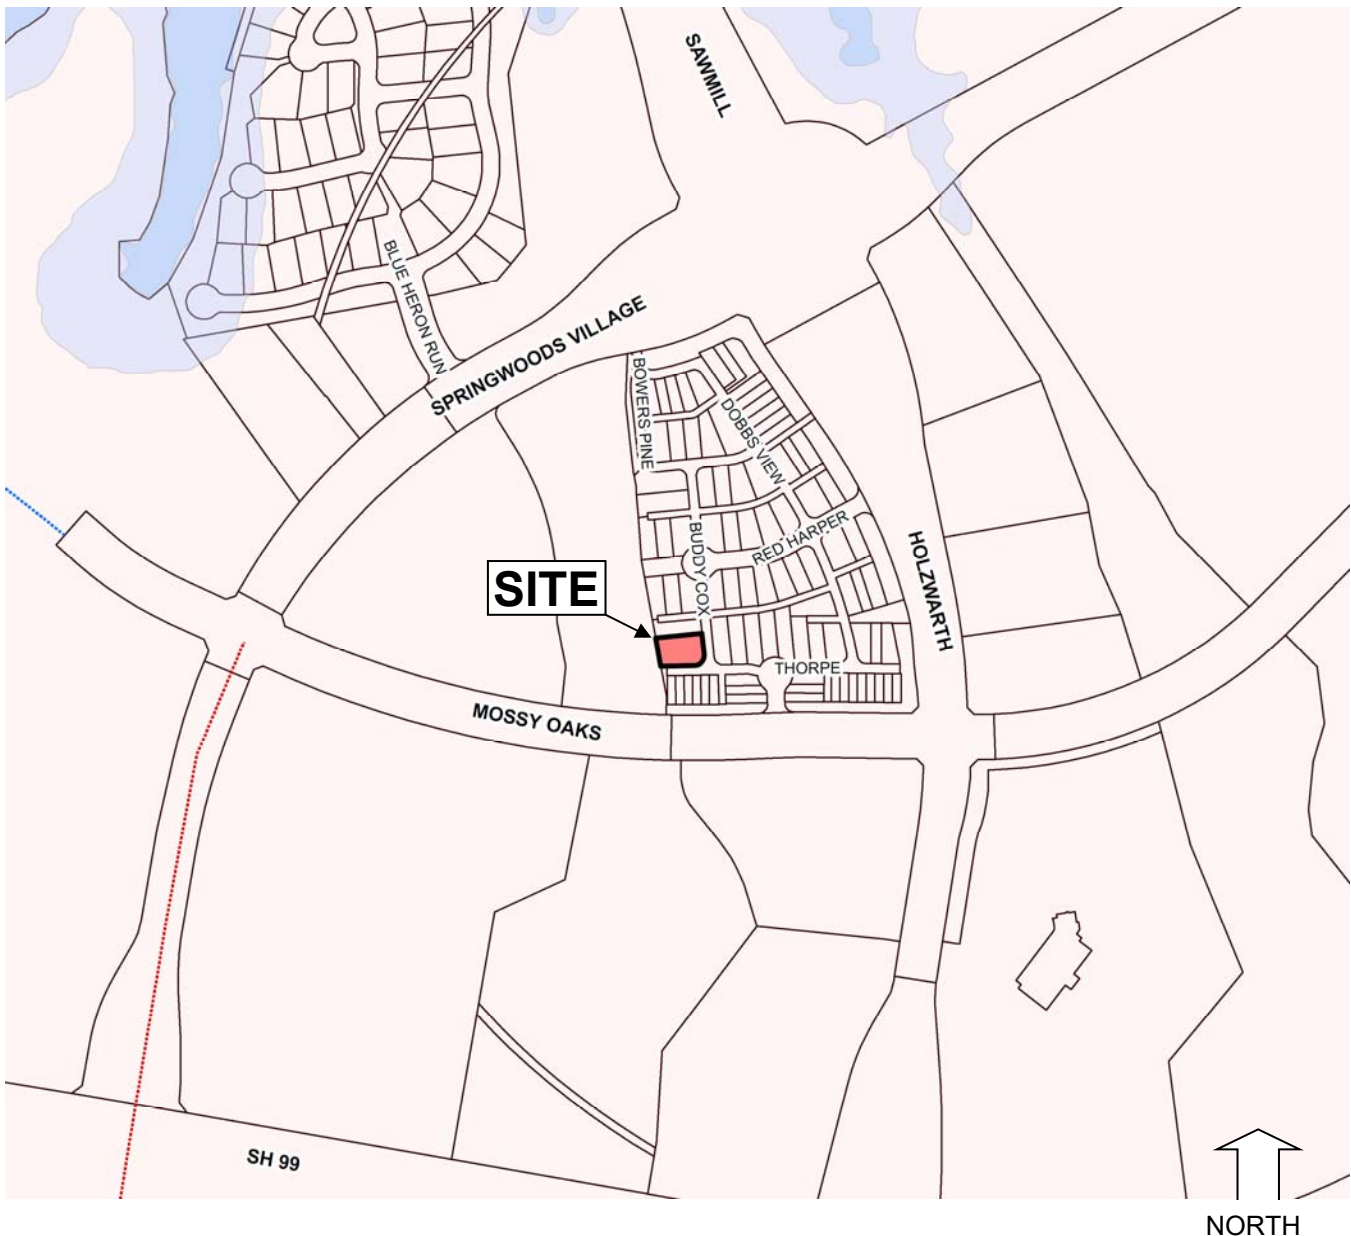 SAWMILL
BLUE HERON RUN
SPRINGWOODS VILLAGE
BOWERS PINE
DOBBS VIEW
BUDDY COX
RED HARPER
HOLZWARTH
SITE
THORPE
MOSSY OAKS
SH 99
NORTH